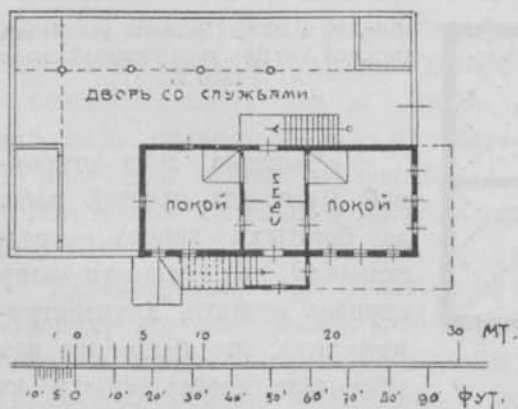 ДВОРЪ СО СЛУЖБАМИ
ПОКОЙ
СѢНИ
ПОКОЙ
1 0 5 10 20 30 МТ.
10' 5' 0 10' 20' 30' 40' 50' 60' 70' 80' 90' ФУТ.